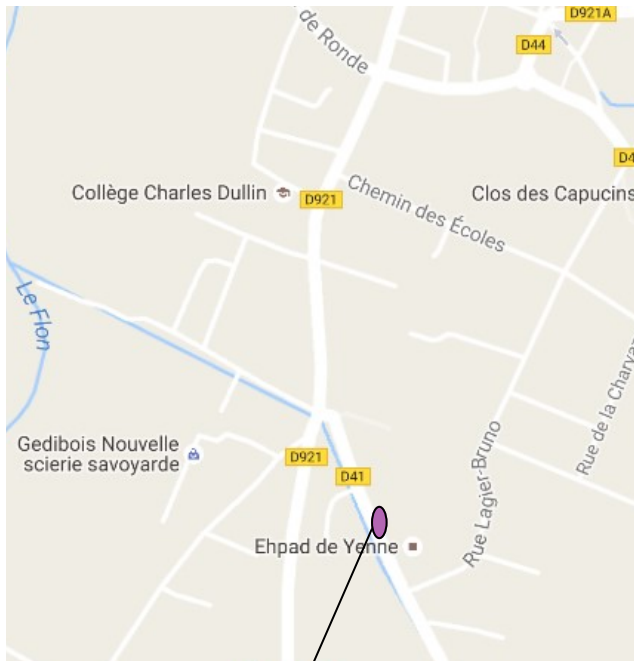 D921A
de Ronde
D44
D4
Collège Charles Dullin
D921
Chemin des Écoles
Clos des Capucins
Le Flon
Rue de la Charvaz
Gedibois Nouvelle
scierie savoyarde
D921
D41
Rue Lagier-Bruno
Ehpad de Yenne